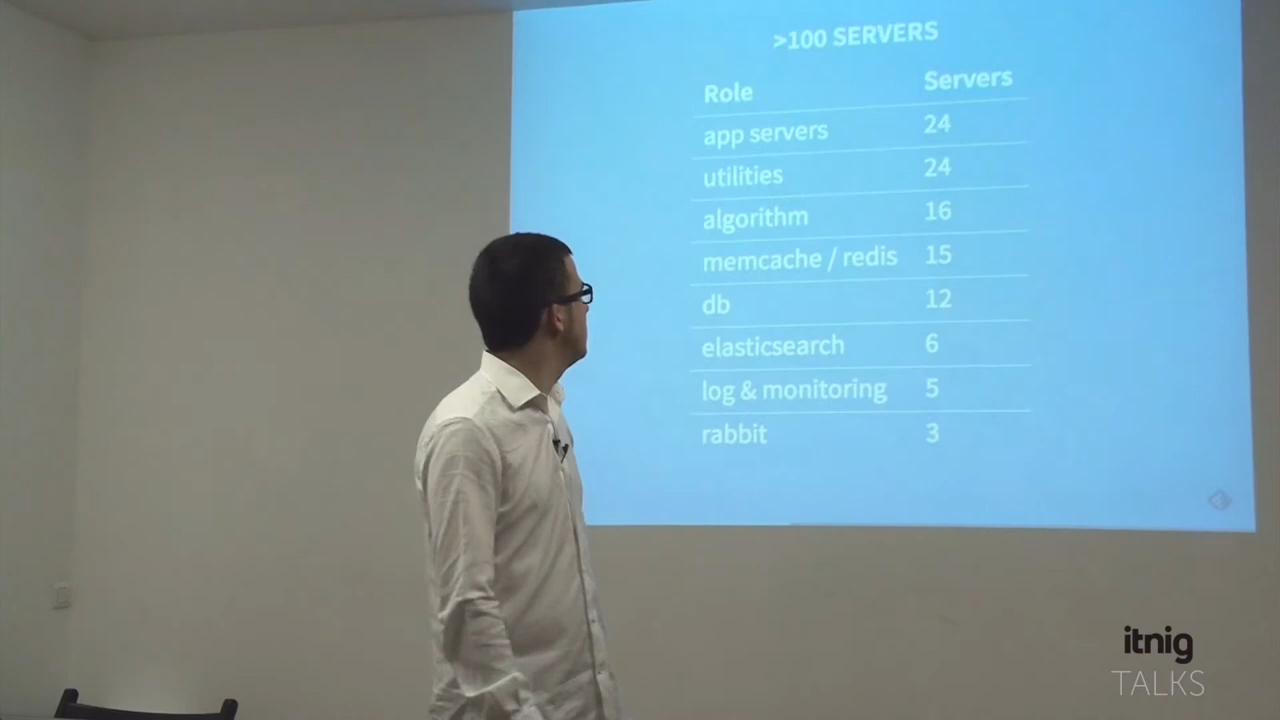 >100 SERVERS
Role Servers
app servers 24
utilities 24
algorithm 16
memcache / redis 15
db 12
elasticsearch 6
log & monitoring 5
rabbit 3
itnig
TALKS